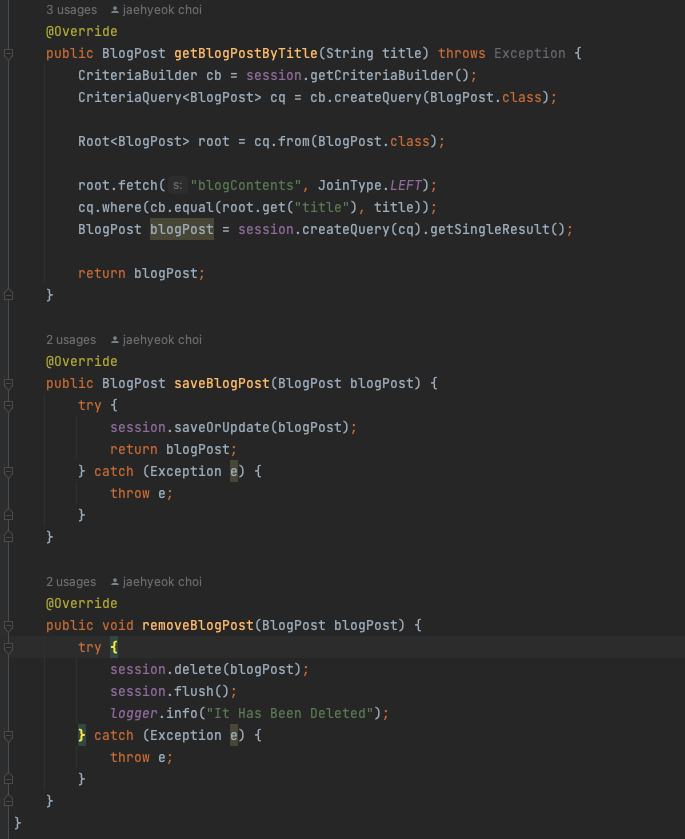 3 usages jaehyeok choi
@Override
public BlogPost getBlogPostByTitle(String title) throws Exception {
CriteriaBuilder cb = session.getCriteriaBuilder();
CriteriaQuery<BlogPost> cq = cb.createQuery(BlogPost.class);
Root<BlogPost> root = cq.from(BlogPost.class);
root.fetch( s: "blogContents", JoinType.LEFT);
cq.where(cb.equal(root.get("title"), title));
BlogPost blogPost = session.createQuery(cq).getSingleResult();
return blogPost;
}
2 usages jaehyeok choi
@Override
public BlogPost saveBlogPost(BlogPost blogPost) {
try {
session.saveOrUpdate(blogPost);
return blogPost;
} catch (Exception e) {
throw e;
}
}
2 usages jaehyeok choi
@Override
public void removeBlogPost(BlogPost blogPost) {
try {
session.delete(blogPost);
session.flush();
logger.info("It Has Been Deleted");
} catch (Exception e) {
throw e;
}
}
}